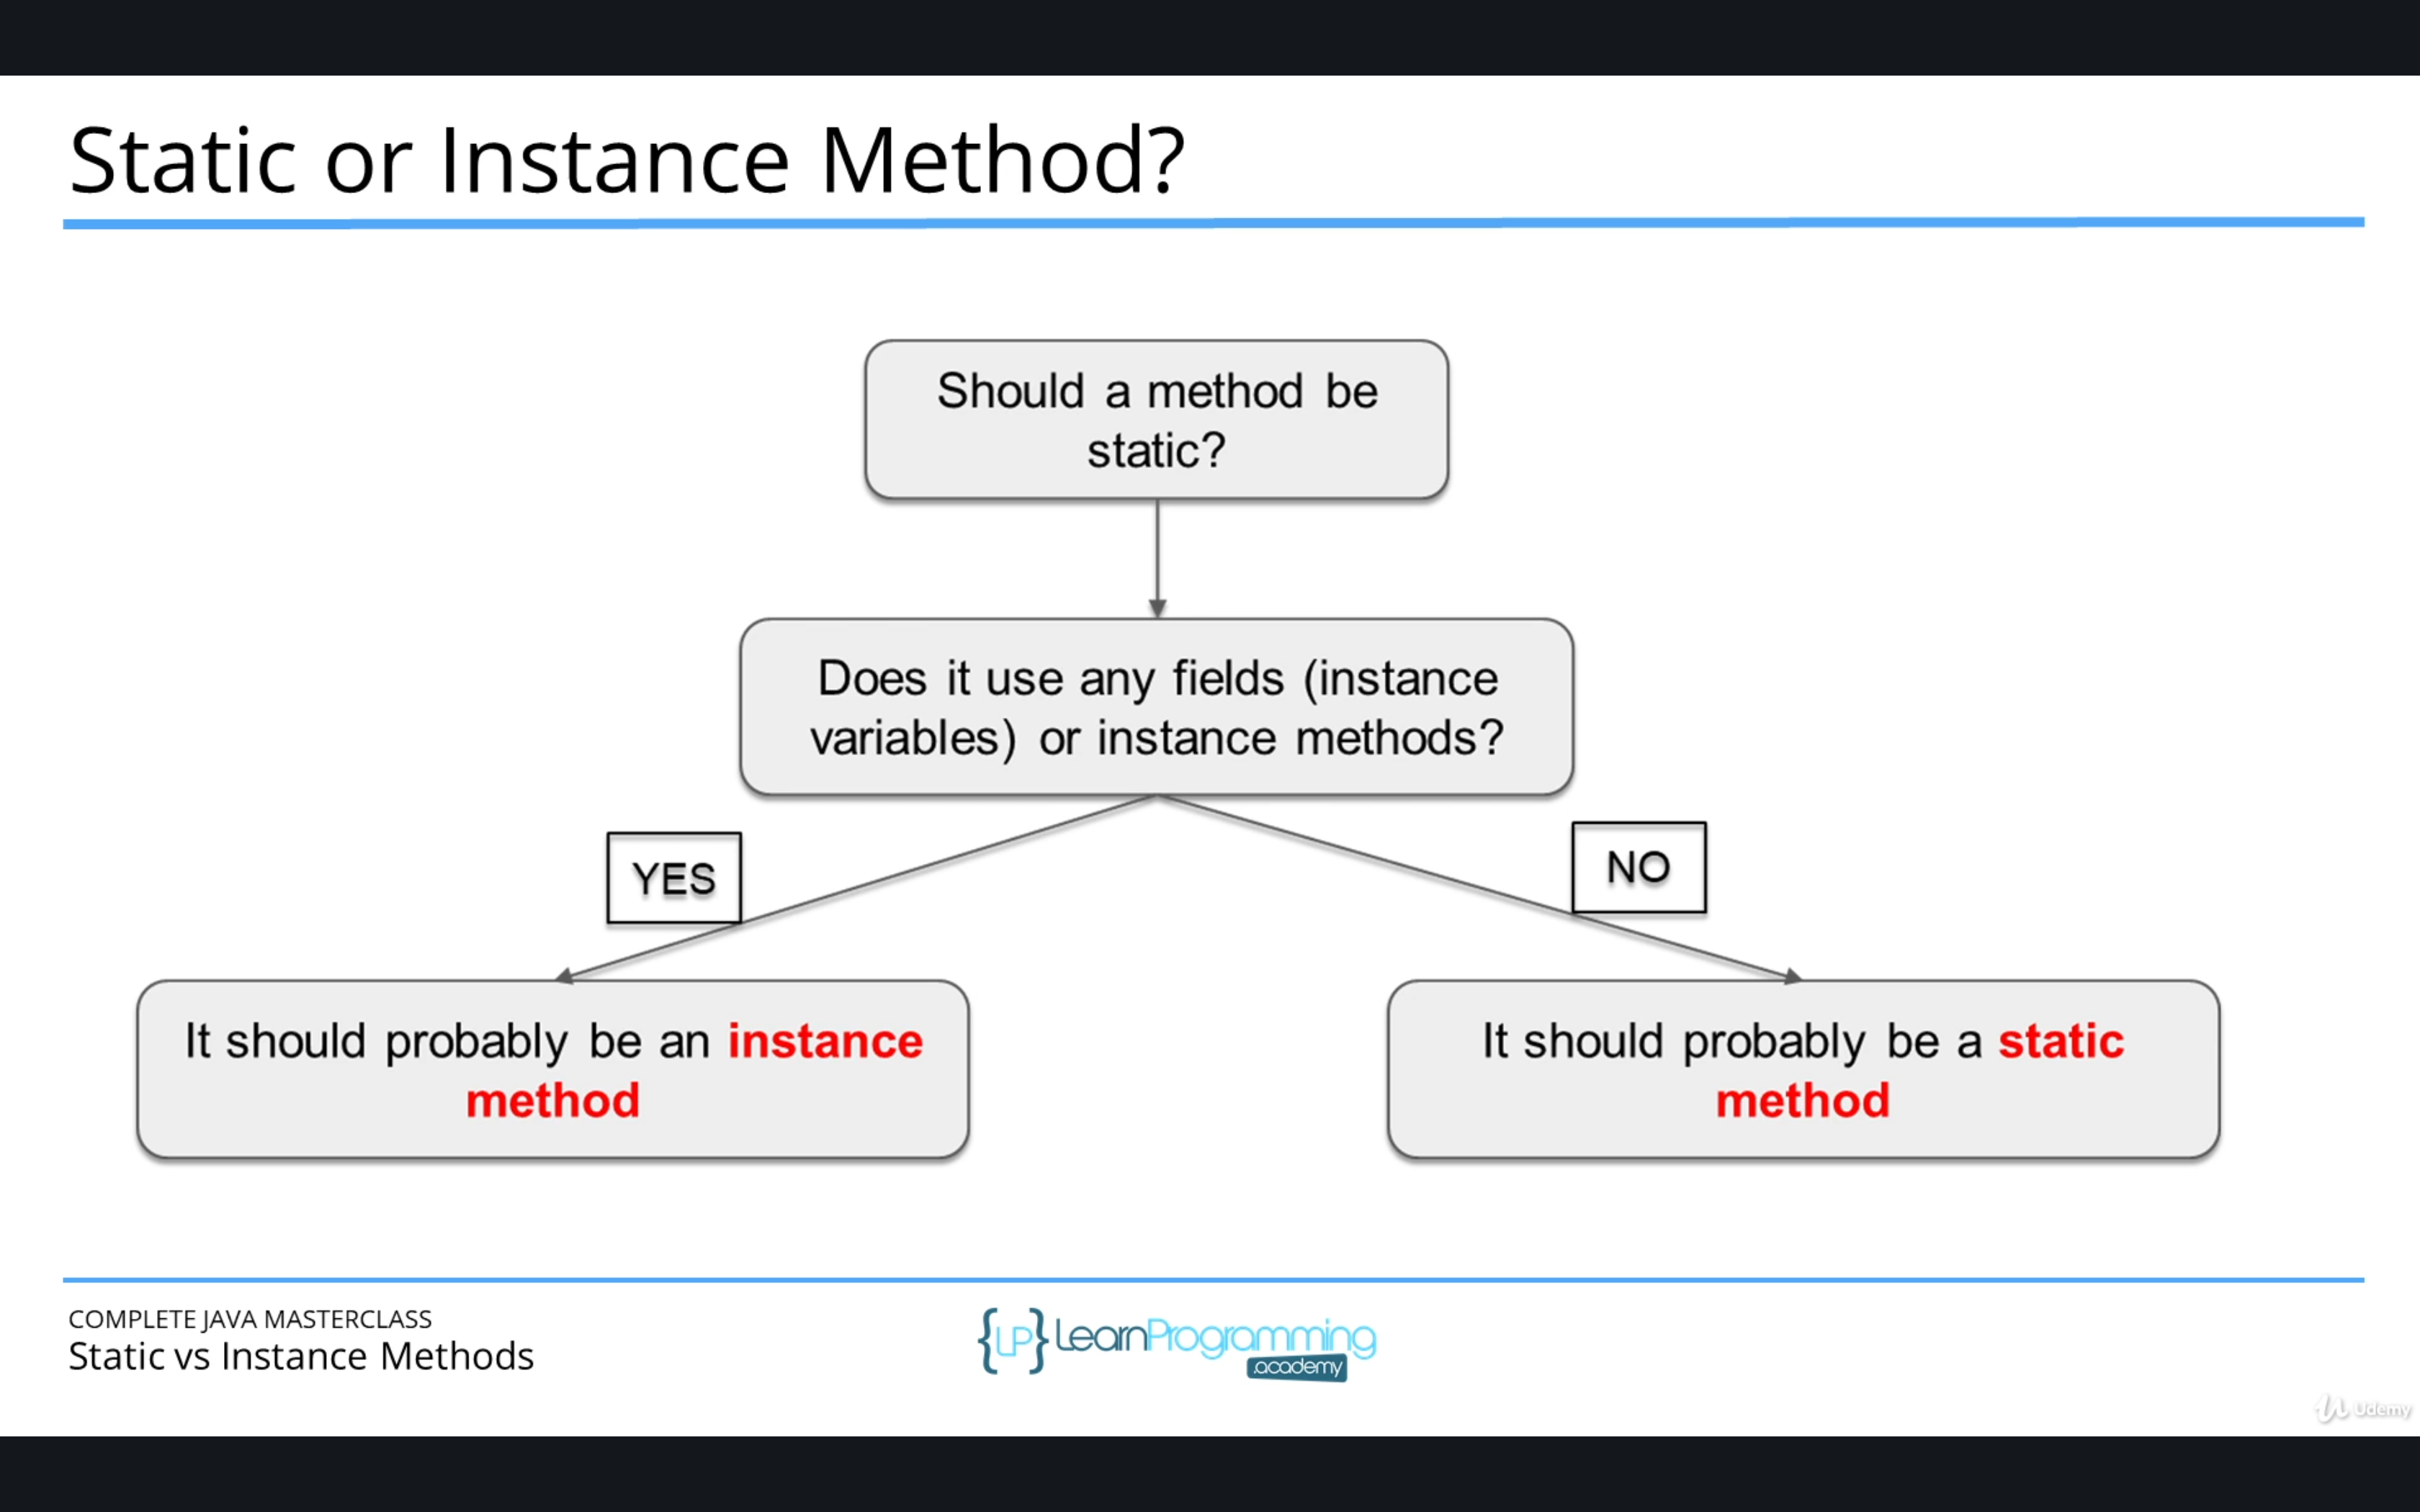 Static or Instance Method?
Should a method be
static?
Does it use any fields (instance
variables) or instance methods?
YES
NO
It should probably be an instance
method
It should probably be a static
method
COMPLETE JAVA MASTERCLASS
Static vs Instance Methods
{LP} LearnProgramming
.academy
Udemy